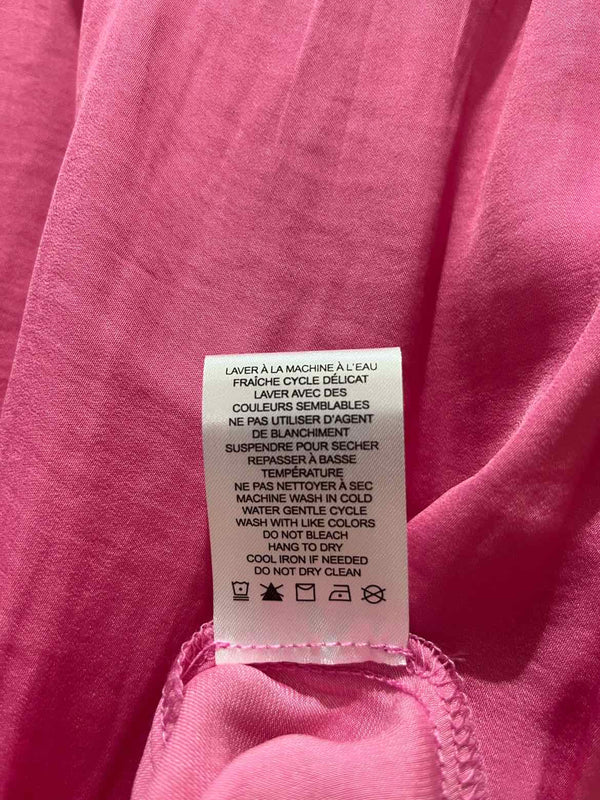 LAVER À LA MACHINE À L'EAU
FRAÎCHE CYCLE DÉLICAT
LAVER AVEC DES
COULEURS SEMBLABLES
NE PAS UTILISER D'AGENT
DE BLANCHIMENT
SUSPENDRE POUR SECHER
REPASSER À BASSE
TEMPÉRATURE
NE PAS NETTOYER À SEC
MACHINE WASH IN COLD
WATER GENTLE CYCLE
WASH WITH LIKE COLORS
DO NOT BLEACH
HANG TO DRY
COOL IRON IF NEEDED
DO NOT DRY CLEAN